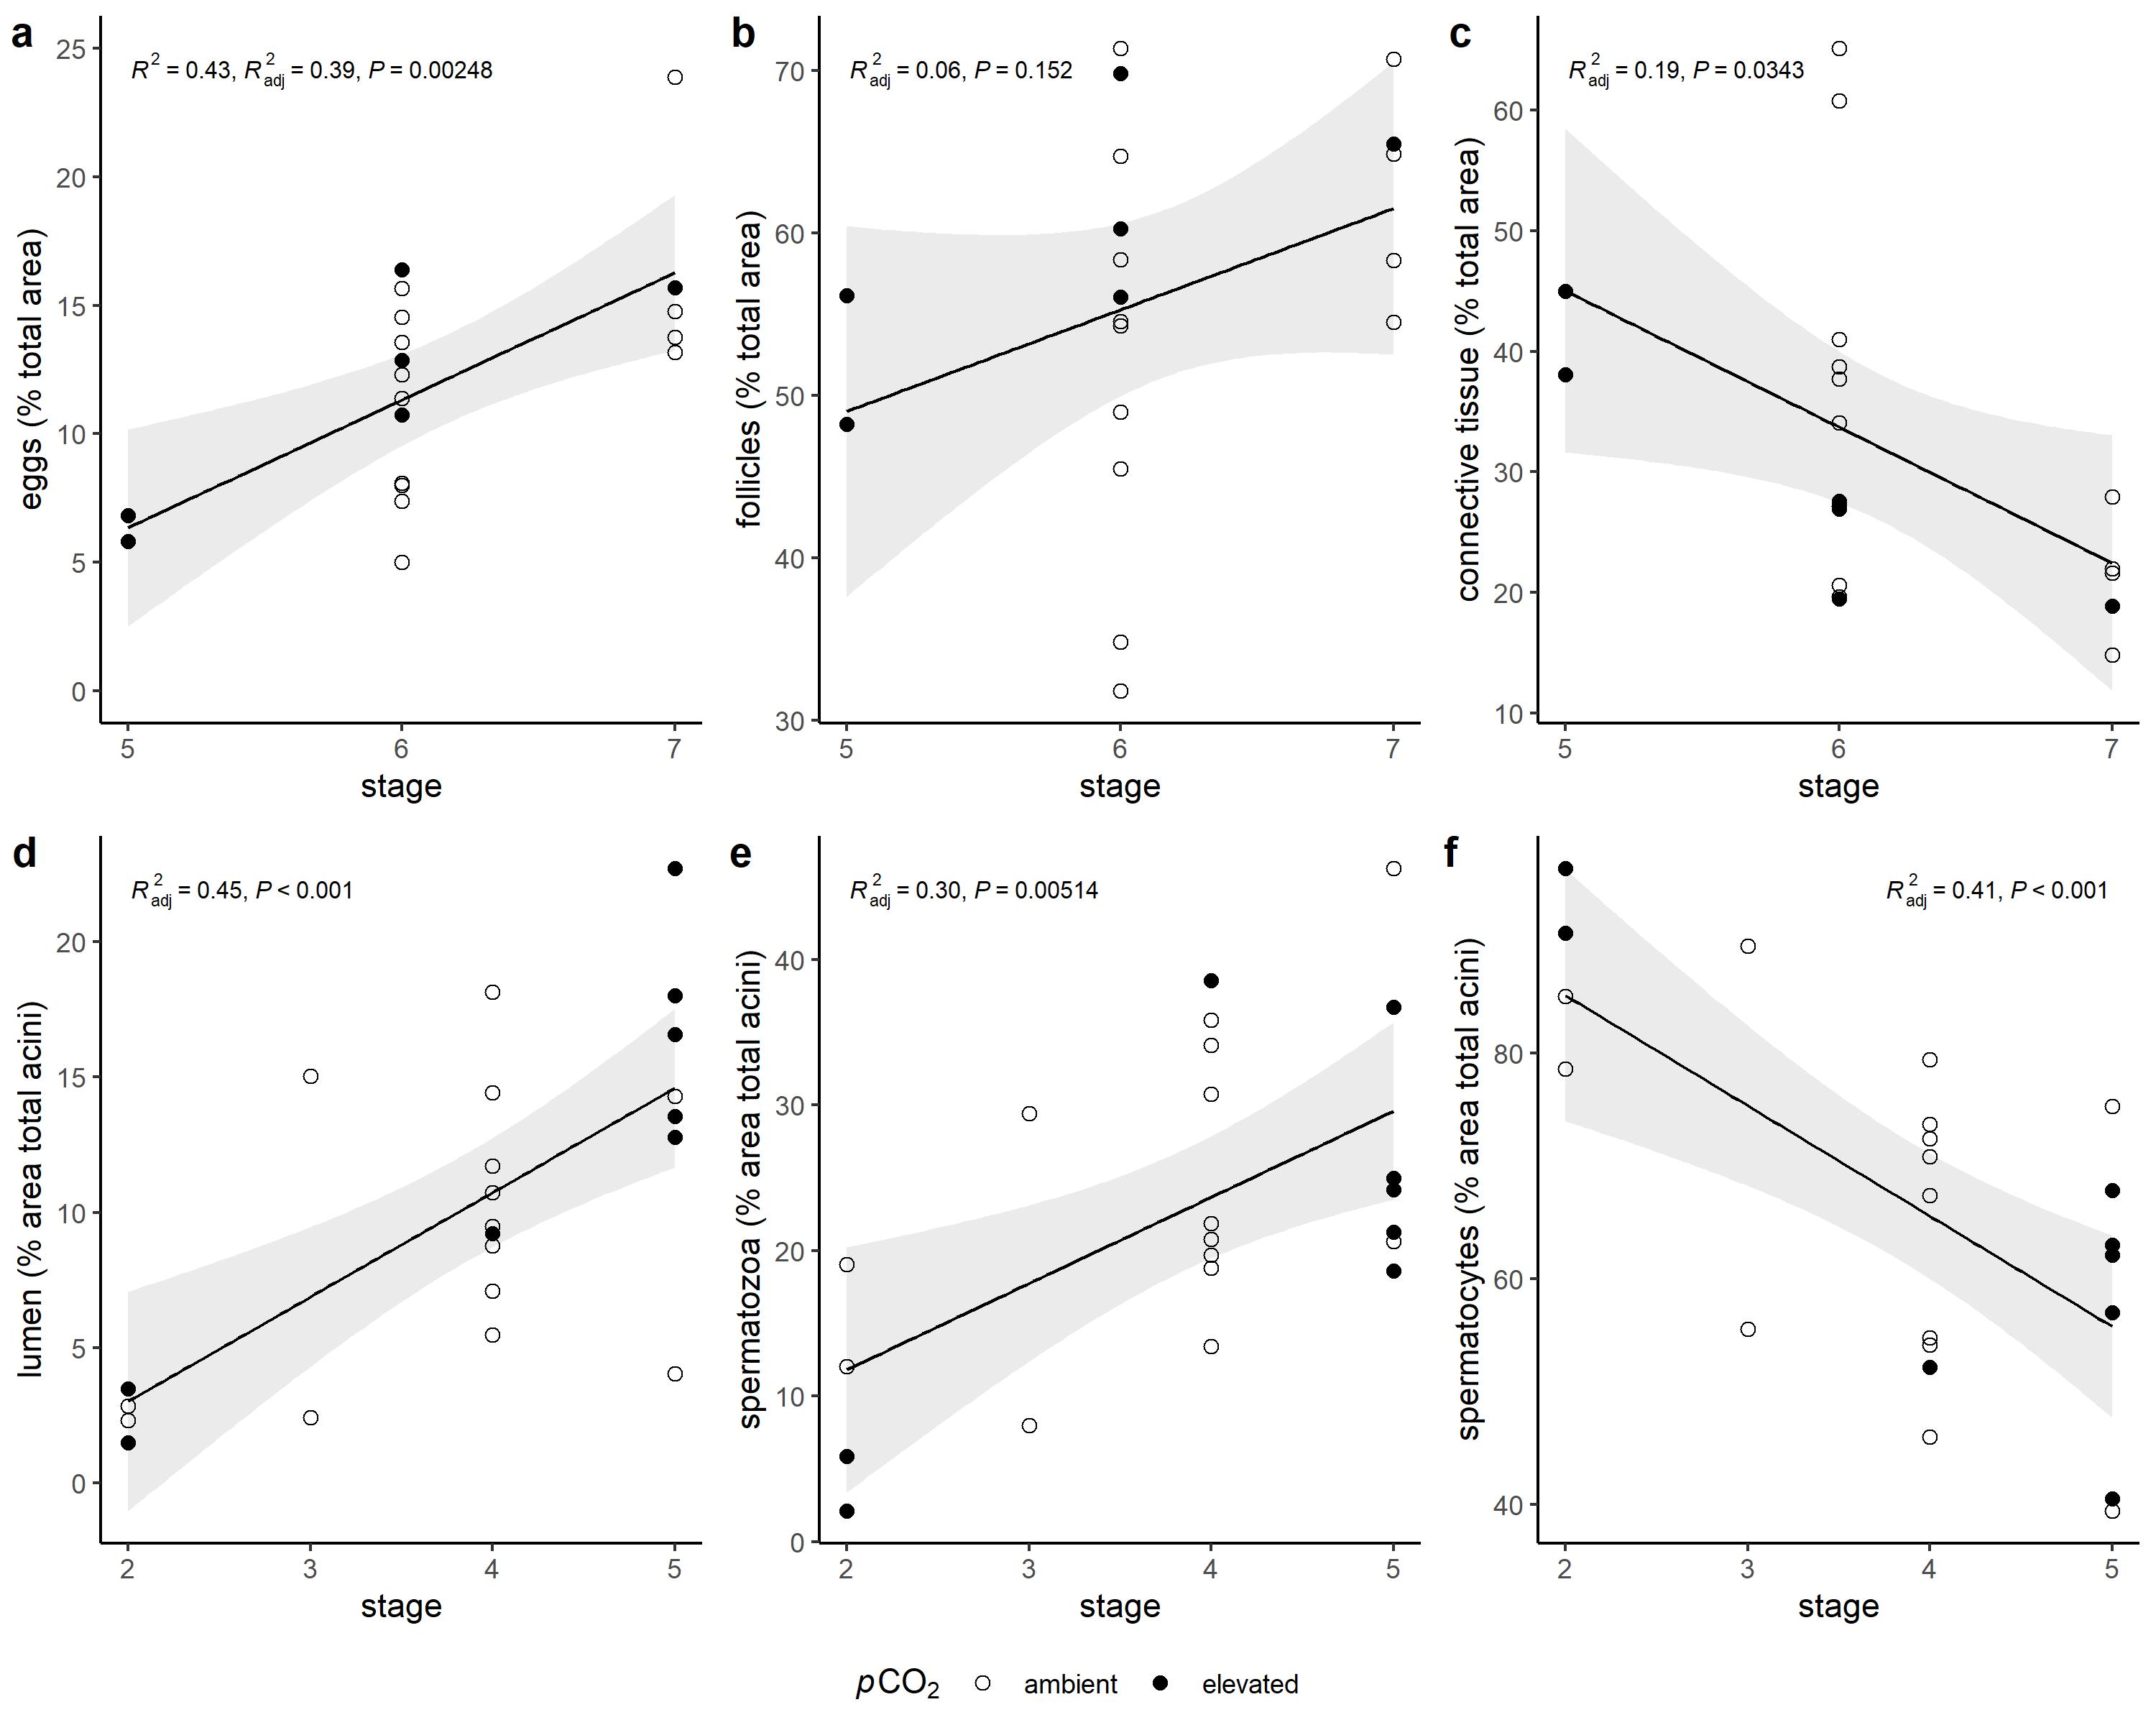 a
R² = 0.43, R²adj = 0.39, P = 0.00248
eggs (% total area)
25
20
15
10
5
0
5 6 7
stage
b
R²adj = 0.06, P = 0.152
follicles (% total area)
70
60
50
40
30
5 6 7
stage
c
R²adj = 0.19, P = 0.0343
connective tissue (% total area)
60
50
40
30
20
10
5 6 7
stage
d
R²adj = 0.45, P < 0.001
lumen (% area total acini)
20
15
10
5
0
2 3 4 5
stage
e
R²adj = 0.30, P = 0.00514
spermatozoa (% area total acini)
40
30
20
10
0
2 3 4 5
stage
f
R²adj = 0.41, P < 0.001
spermatocytes (% area total acini)
80
60
40
2 3 4 5
stage
pCO₂ ambient elevated